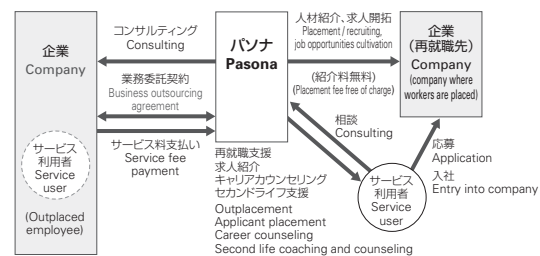 企業
Company
サービス
利用者
Service
user
(Outplaced
employee)
コンサルティング
Consulting
業務委託契約
Business outsourcing
agreement
サービス料支払い
Service fee
payment
パソナ
Pasona
再就職支援
求人紹介
キャリアカウンセリング
セカンドライフ支援
Outplacement
Applicant placement
Career counseling
Second life coaching and counseling
人材紹介、求人開拓
Placement / recruiting,
job opportunities cultivation
(紹介料無料)
(Placement fee free of charge)
相談
Consulting
サービス
利用者
Service
user
企業
(再就職先)
Company
(company where
workers are placed)
応募
Application
入社
Entry into company